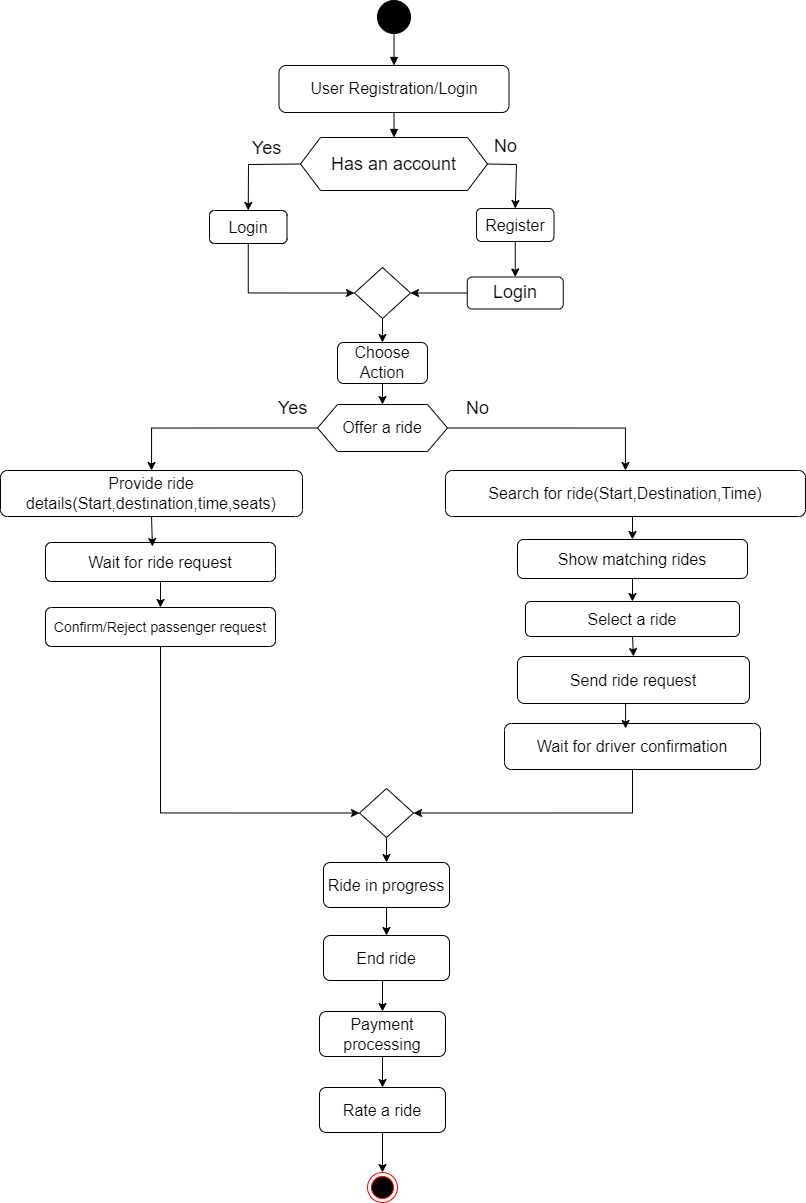 User Registration/Login
Yes
No
Has an account
Login
Register
Login
Choose
Action
Yes
No
Offer a ride
Provide ride
details(Start,destination,time,seats)
Search for ride(Start,Destination,Time)
Wait for ride request
Show matching rides
Confirm/Reject passenger request
Select a ride
Send ride request
Wait for driver confirmation
Ride in progress
End ride
Payment
processing
Rate a ride